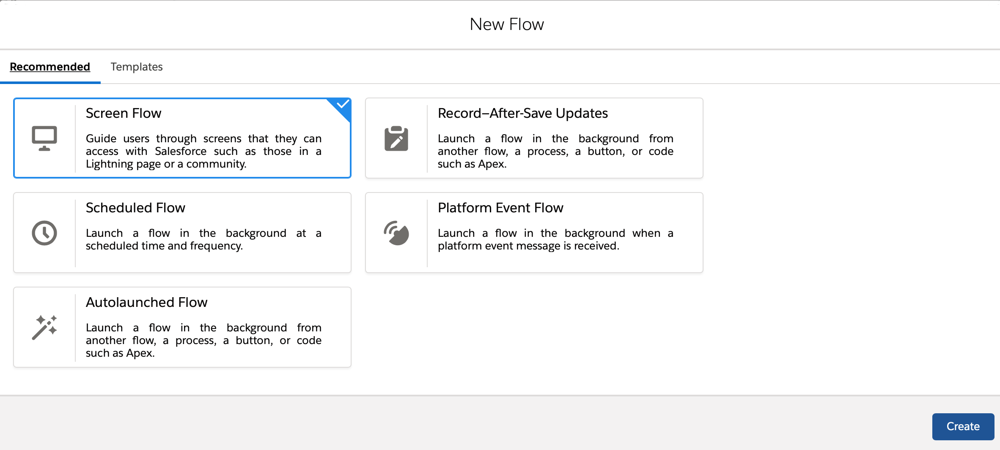 New Flow
Recommended
Templates
Screen Flow
Guide users through screens that they can
access with Salesforce such as those in a
Lightning page or a community.
Record–After-Save Updates
Launch a flow in the background from
another flow, a process, a button, or code
such as Apex.
Scheduled Flow
Launch a flow in the background at a
scheduled time and frequency.
Platform Event Flow
Launch a flow in the background when a
platform event message is received.
Autolaunched Flow
Launch a flow in the background from
another flow, a process, a button, or code
such as Apex.
Create